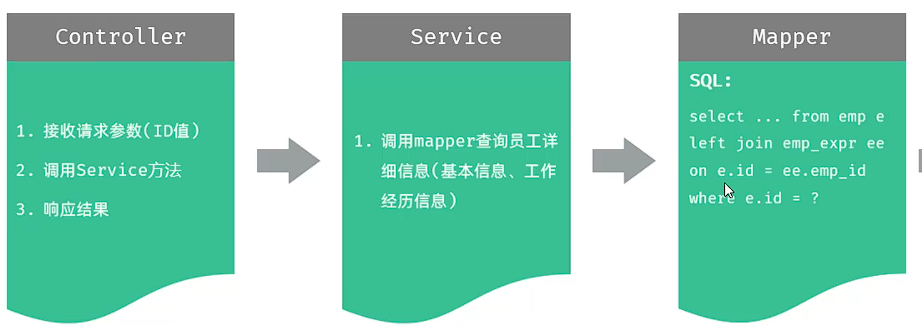 Controller
1. 接收请求参数(ID值)
2. 调用Service方法
3. 响应结果
Service
1. 调用mapper查询员工详
细信息(基本信息、工作
经历信息)
Mapper
SQL:
select ... from emp e
left join emp_expr ee
on e.id = ee.emp_id
where e.id = ?